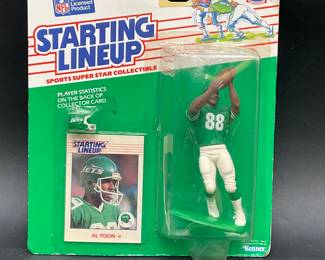 NFL
Licensed
Product
STARTING
LINEUP
SPORTS SUPER STAR COLLECTIBLE
PLAYER STATISTICS
ON THE BACK OF
COLLECTOR CARD
JETS
STARTING
LINEUP
JETS
AL TOON
88
Kenner